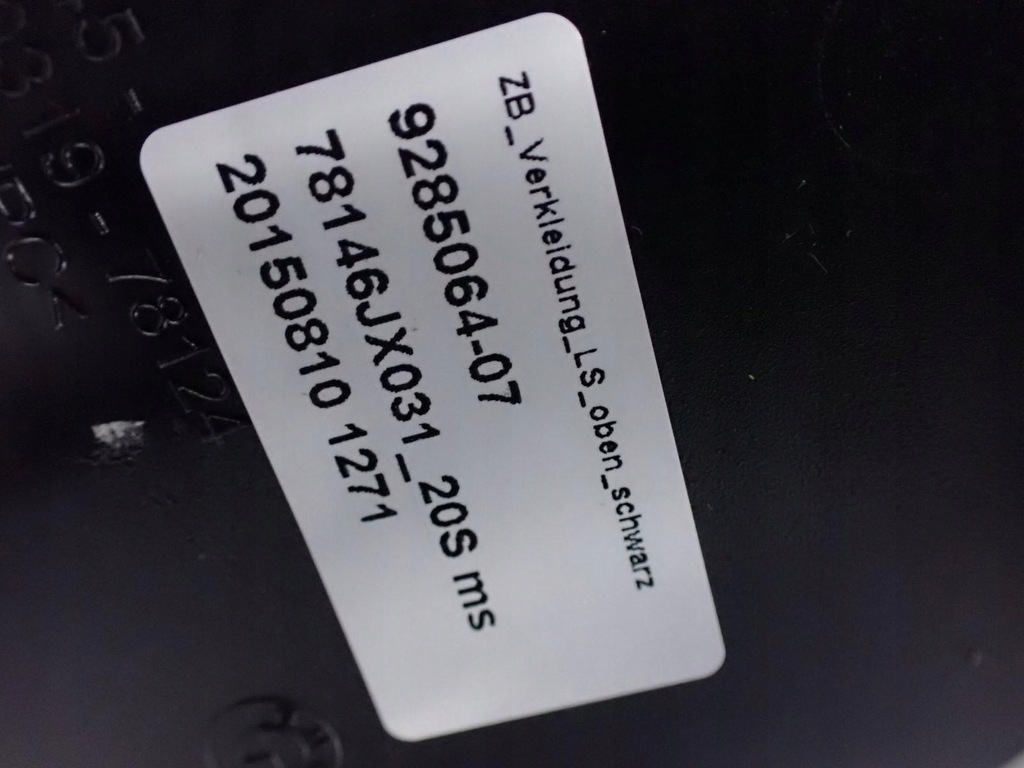 ZB_Verkleidung_LS_oben_schwarz
9285064-07
78146JX031_20S ms
20150810 1271